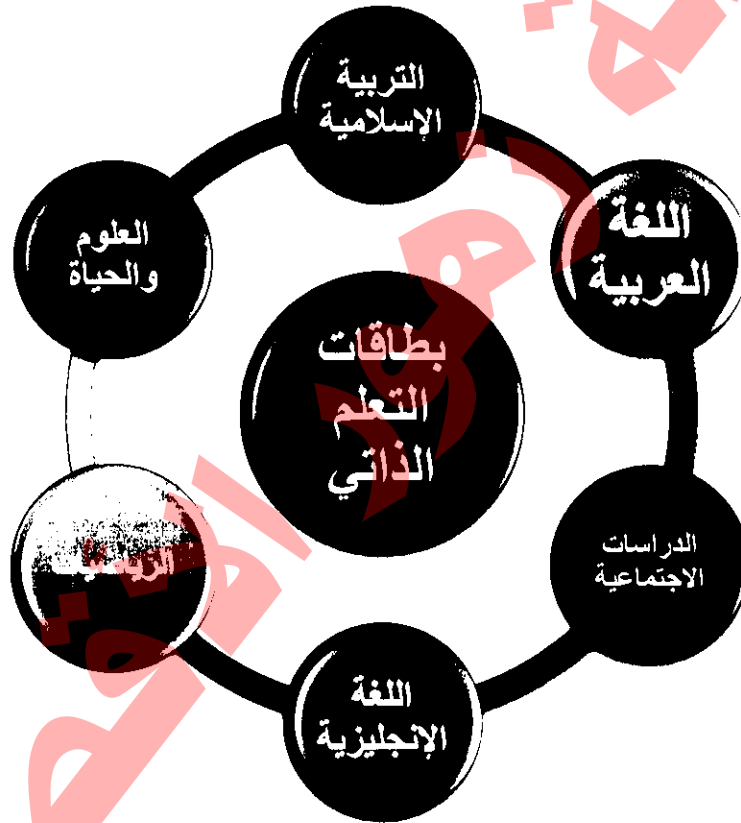 التربية
الإسلامية
اللغة
العربية
العلوم
والحياة
بطاقات
التعلم
الذاتي
الدراسات
الاجتماعية
اللغة
الإنجليزية